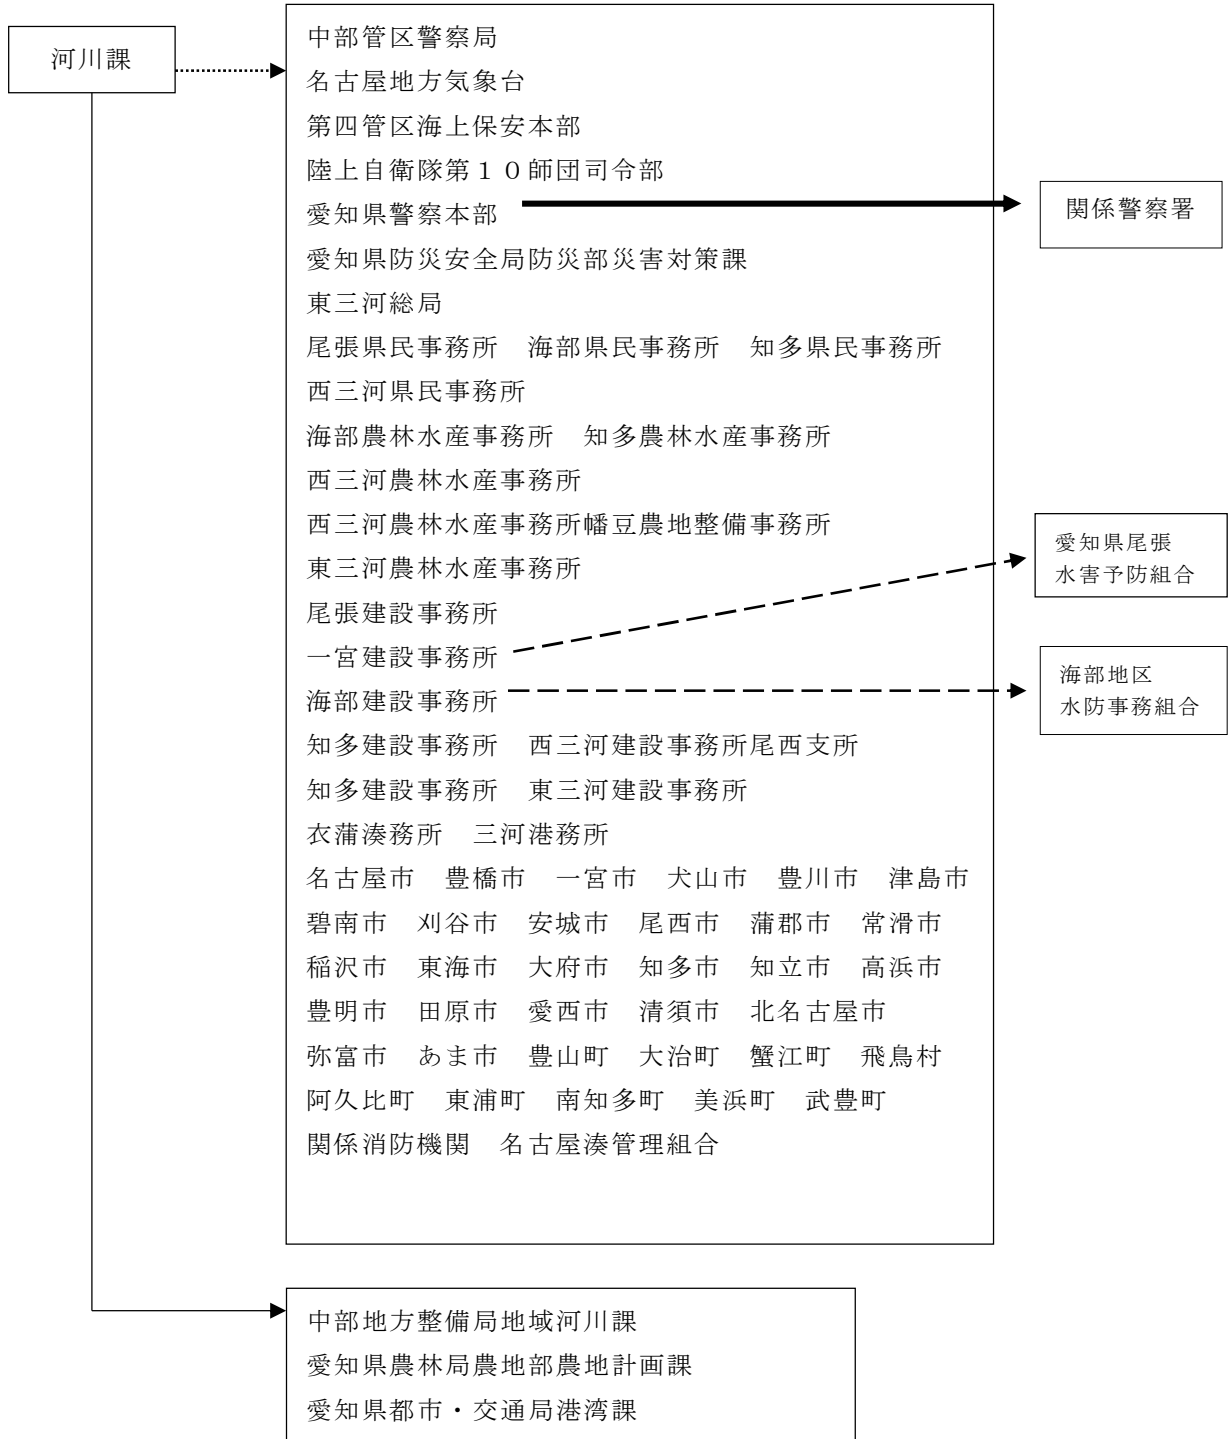 河川課
中部管区警察局
名古屋地方気象台
第四管区海上保安本部
陸上自衛隊第１０師団司令部
愛知県警察本部
関係警察署
愛知県防災安全局防災部災害対策課
東三河総局
尾張県民事務所　海部県民事務所　知多県民事務所
西三河県民事務所
海部農林水産事務所　知多農林水産事務所
西三河農林水産事務所
西三河農林水産事務所幡豆農地整備事務所
東三河農林水産事務所
尾張建設事務所
一宮建設事務所
愛知県尾張
水害予防組合
海部建設事務所
海部地区
水防事務組合
知多建設事務所　西三河建設事務所尾西支所
知多建設事務所　東三河建設事務所
衣蒲湊務所　三河港務所
名古屋市　豊橋市　一宮市　犬山市　豊川市　津島市
碧南市　刈谷市　安城市　尾西市　蒲郡市　常滑市
稲沢市　東海市　大府市　知多市　知立市　高浜市
豊明市　田原市　愛西市　清須市　北名古屋市
弥富市　あま市　豊山町　大治町　蟹江町　飛鳥村
阿久比町　東浦町　南知多町　美浜町　武豊町
関係消防機関　名古屋湊管理組合
中部地方整備局地域河川課
愛知県農林局農地部農地計画課
愛知県都市・交通局港湾課